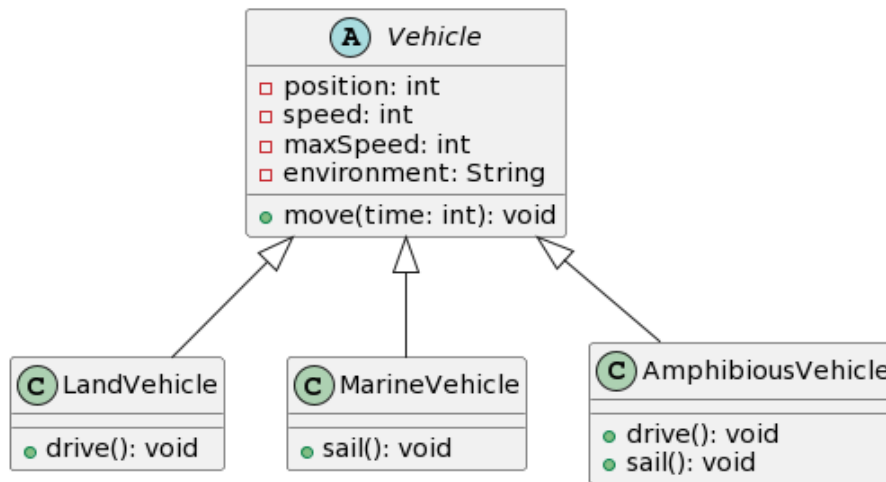 A Vehicle
position: int
speed: int
maxSpeed: int
environment: String
move(time: int): void
C LandVehicle
drive(): void
C MarineVehicle
sail(): void
C AmphibiousVehicle
drive(): void
sail(): void